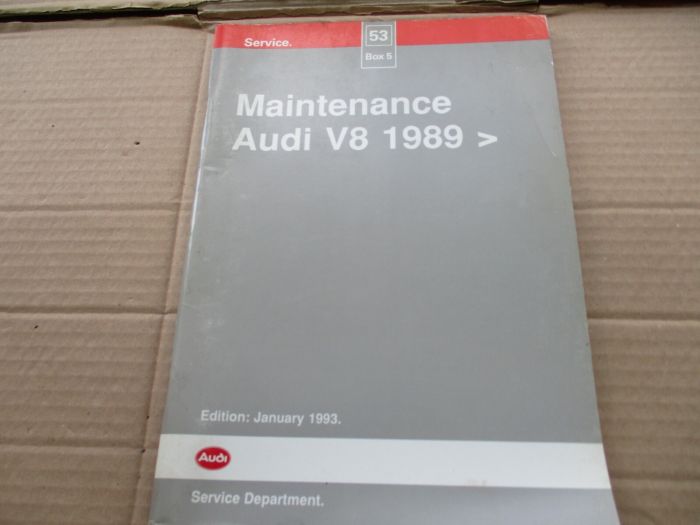 Service.
53
Box 5
Maintenance
Audi V8 1989 >
Edition: January 1993.
Audi
Service Department.